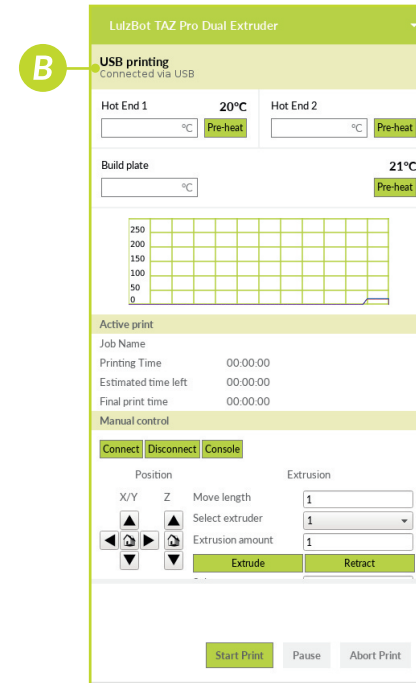 LulzBot TAZ Pro Dual Extruder
B
USB printing
Connected via USB
Hot End 1 20°C Hot End 2
°C Pre-heat °C Pre-heat
Build plate 21°C
°C Pre-heat
250
200
150
100
50
0
Active print
Job Name
Printing Time 00:00:00
Estimated time left 00:00:00
Final print time 00:00:00
Manual control
Connect Disconnect Console
Position Extrusion
X/Y Z Move length 1
Select extruder 1
Extrusion amount 1
Extrude Retract
Start Print Pause Abort Print